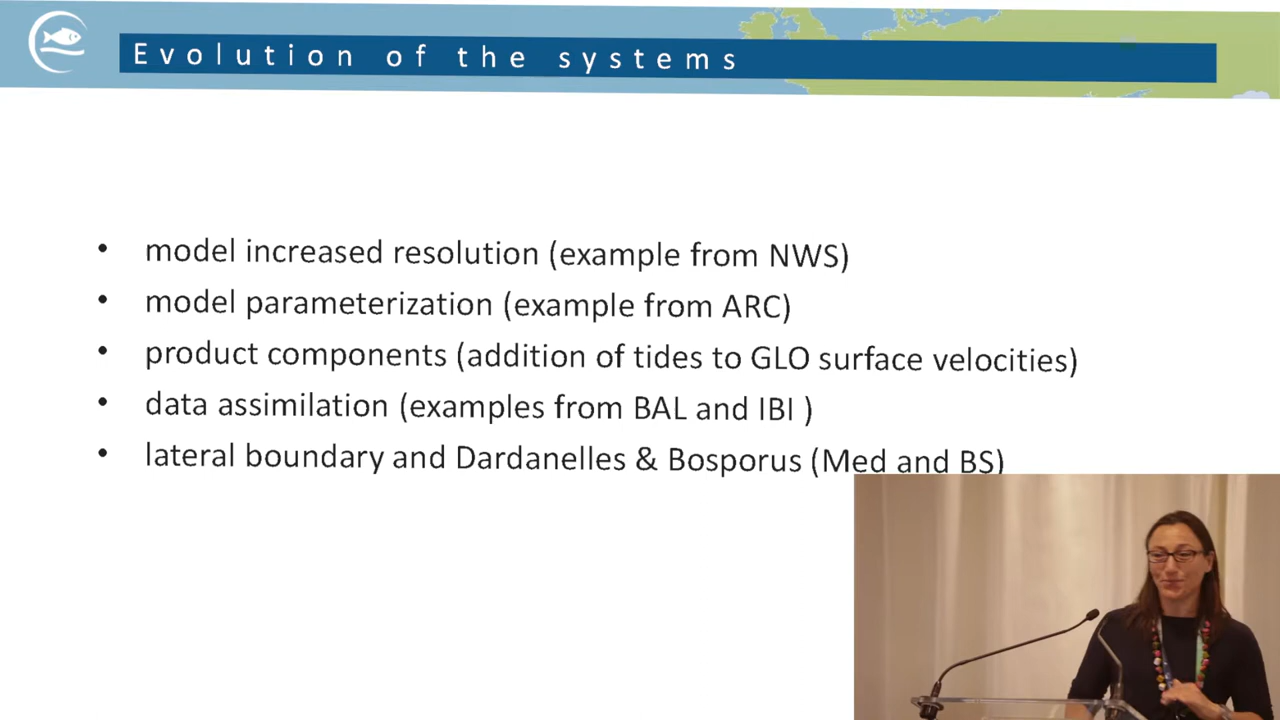 Evolution of the systems
• model increased resolution (example from NWS)
• model parameterization (example from ARC)
• product components (addition of tides to GLO surface velocities)
• data assimilation (examples from BAL and IBI )
• lateral boundary and Dardanelles & Bosporus (Med and BS)